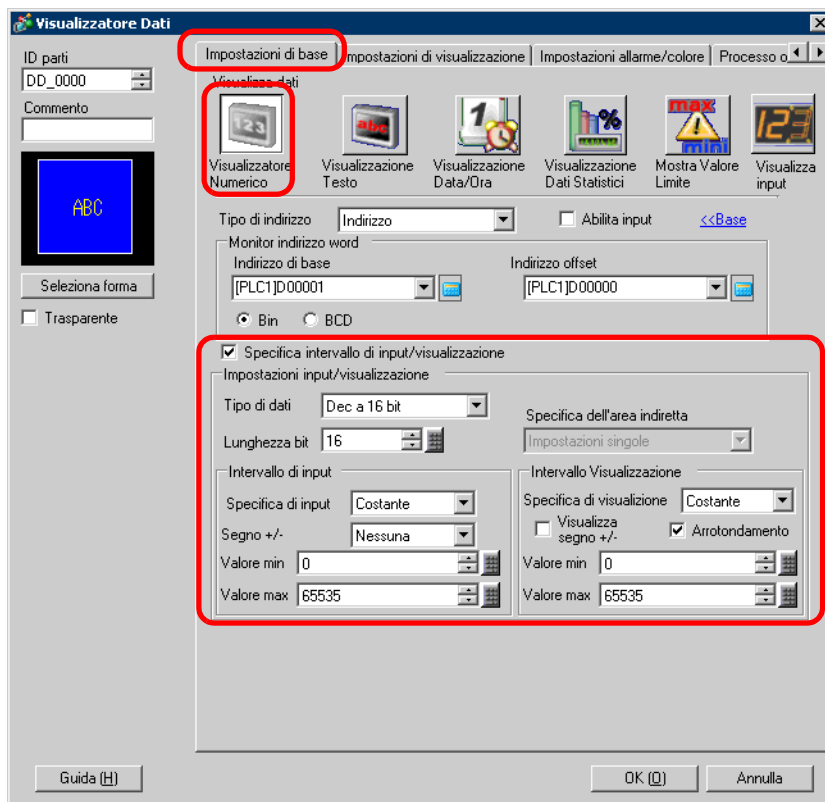 Visualizzatore Dati
ID parti
DD_0000
Commento
ABC
Seleziona forma
Trasparente
Impostazioni di base
Impostazioni di visualizzazione
Impostazioni allarme/colore
Processo o
Visualizza dati
123
abc
1
%
max
mini
123
Visualizzatore Numerico
Visualizzazione Testo
Visualizzazione Data/Ora
Visualizzazione Dati Statistici
Mostra Valore Limite
Visualizza input
Tipo di indirizzo
Indirizzo
Abilita input
<<Base
Monitor indirizzo word
Indirizzo di base
Indirizzo offset
[PLC1]D00001
[PLC1]D00000
Bin
BCD
Specifica intervallo di input/visualizzazione
Impostazioni input/visualizzazione
Tipo di dati
Dec a 16 bit
Specifica dell'area indiretta
Lunghezza bit
16
Impostazioni singole
Intervallo di input
Specifica di input
Costante
Segno +/-
Nessuna
Valore min
0
Valore max
65535
Intervallo Visualizzazione
Specifica di visualizione
Costante
Visualizza segno +/-
Arrotondamento
Valore min
0
Valore max
65535
Guida (H)
OK (O)
Annulla